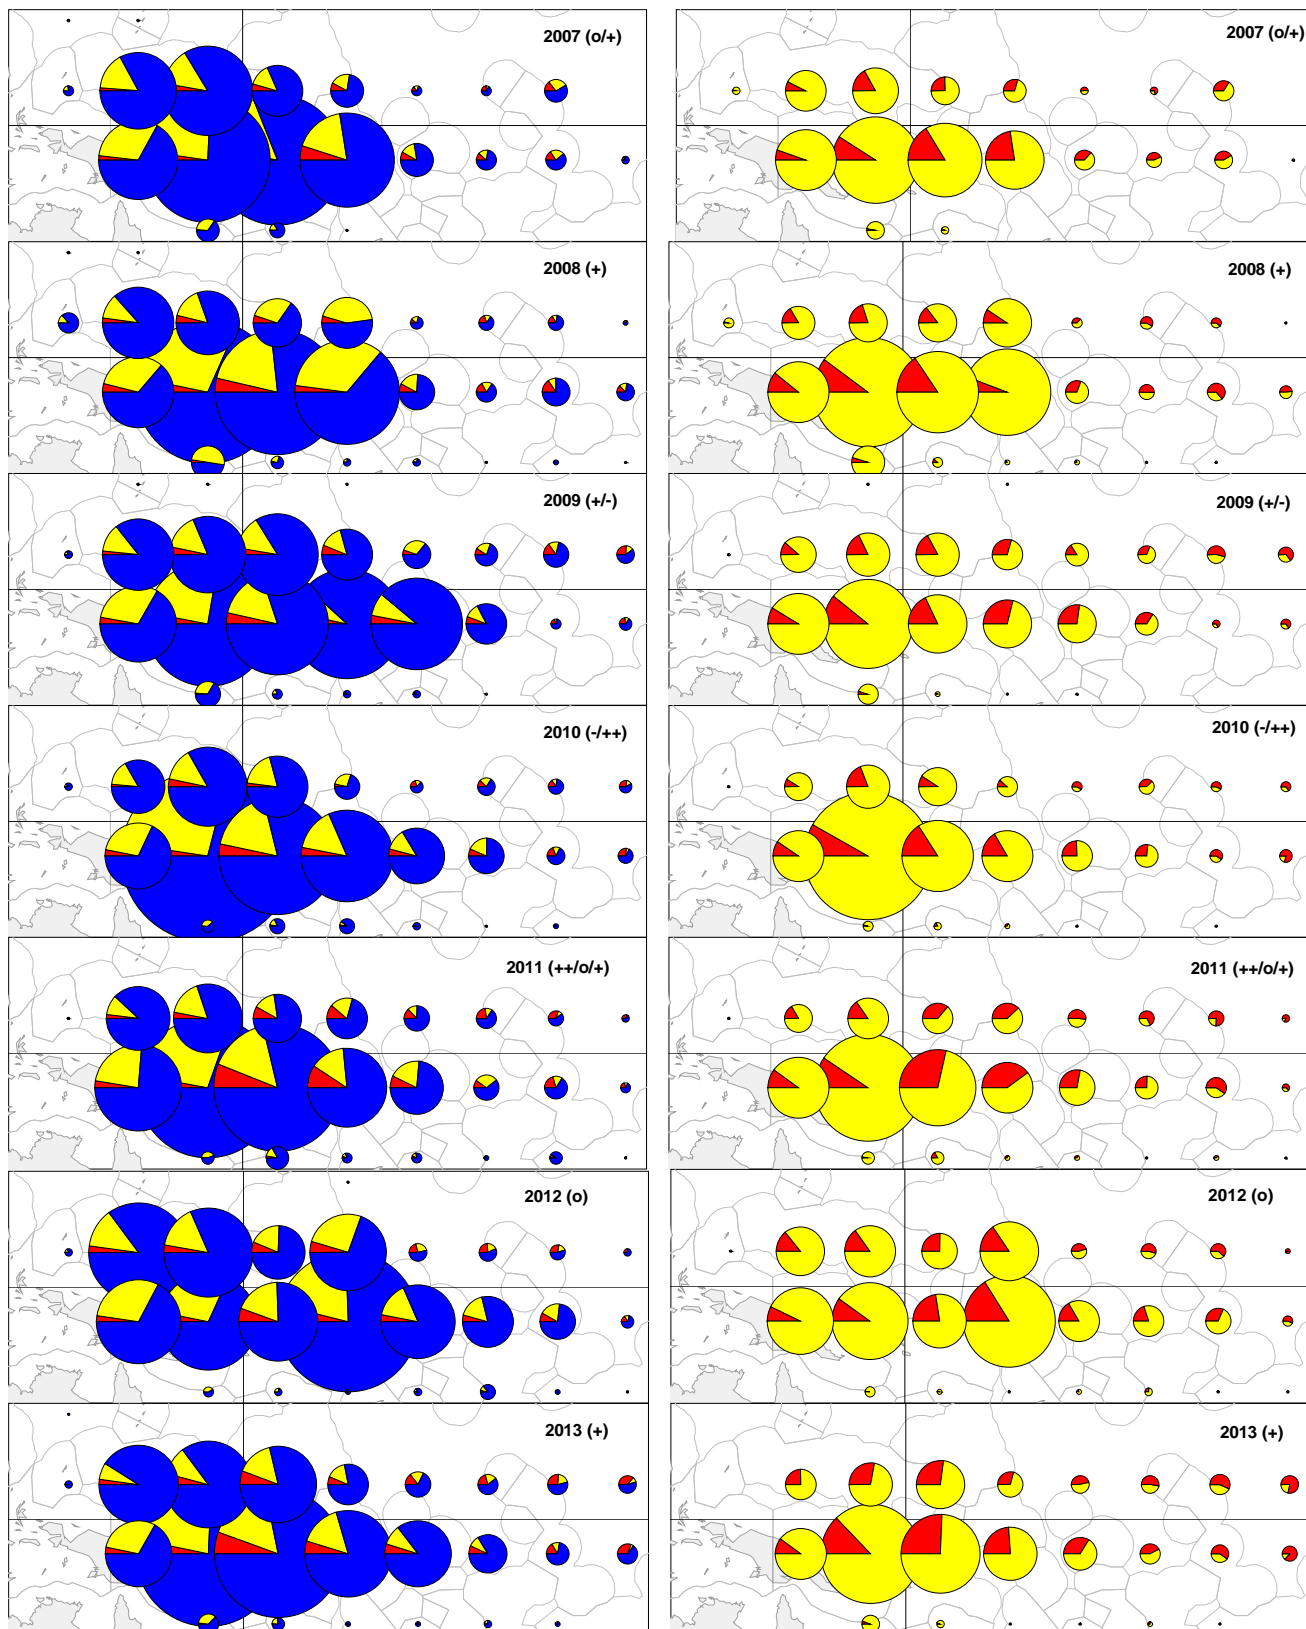 2007 (o/+)
2007 (o/+)
2008 (+)
2008 (+)
2009 (+/-)
2009 (+/-)
2010 (-/++)
2010 (-/++)
2011 (++/o/+)
2011 (++/o/+)
2012 (o)
2012 (o)
2013 (+)
2013 (+)